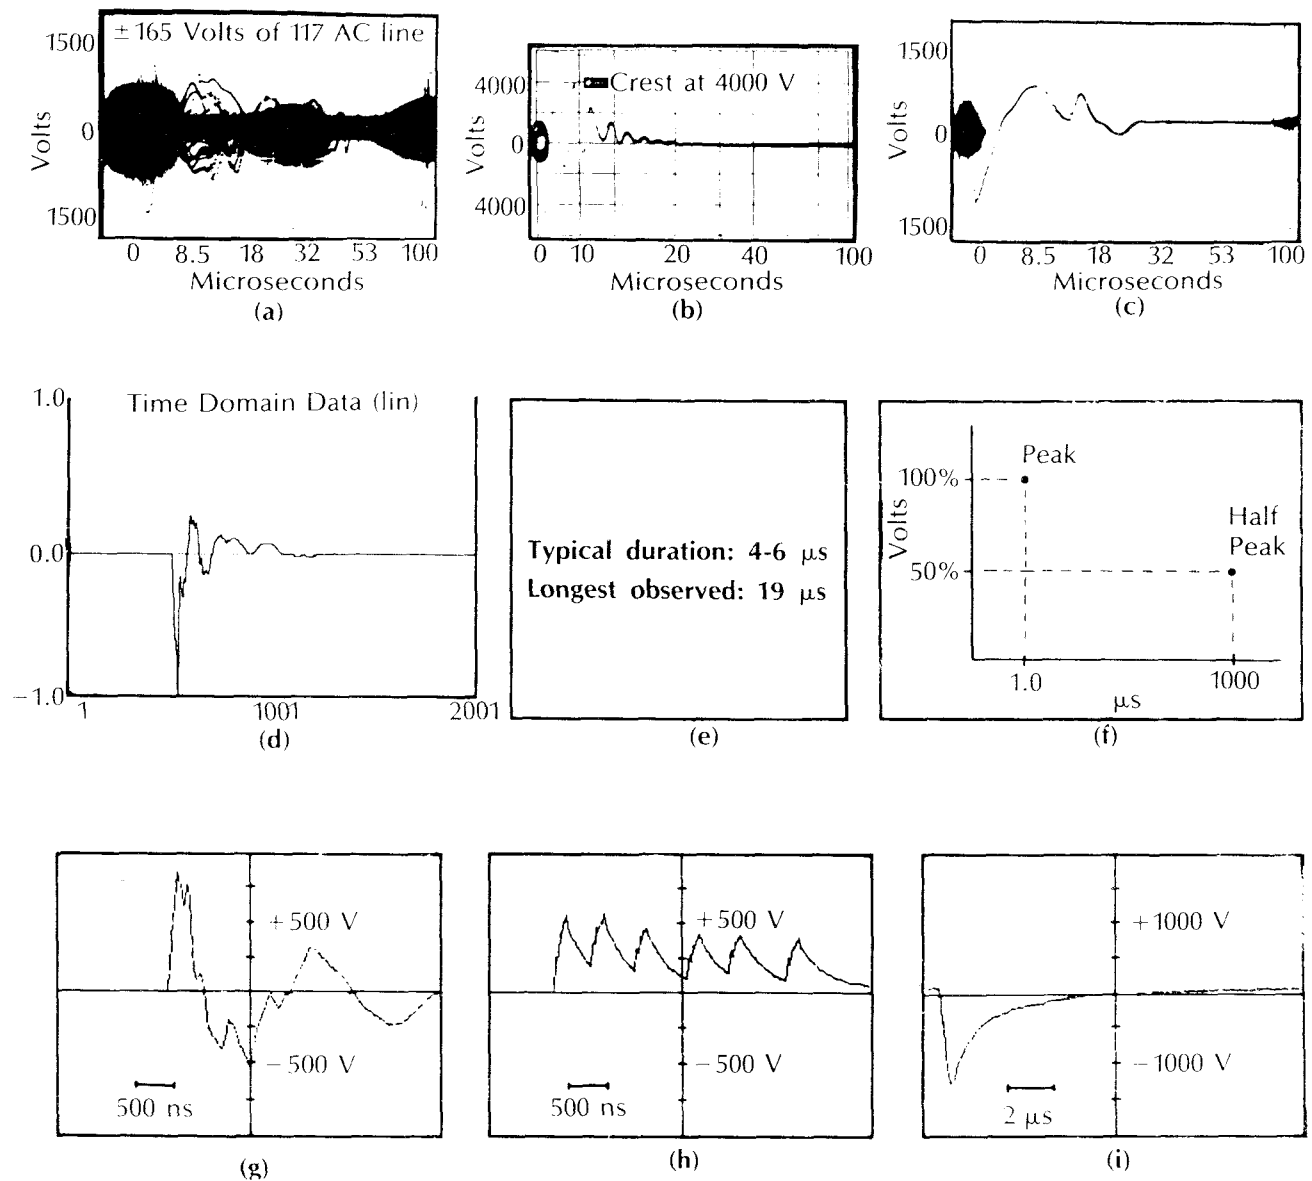 ± 165 Volts of 117 AC line
1500
0
1500
Volts
0 8.5 18 32 53 100
Microseconds
(a)
Crest at 4000 V
4000
0
4000
Volts
0 10 20 40 100
Microseconds
(b)
1500
0
1500
Volts
0 8.5 18 32 53 100
Microseconds
(c)
Time Domain Data (lin)
1.0
0.0
−1.0
1 1001 2001
(d)
Typical duration: 4-6 μs
Longest observed: 19 μs
(e)
Peak
100%
Half
Peak
50%
Volts
1.0 1000
μs
(f)
+500 V
−500 V
500 ns
(g)
+500 V
−500 V
500 ns
(h)
+1000 V
−1000 V
2 μs
(i)